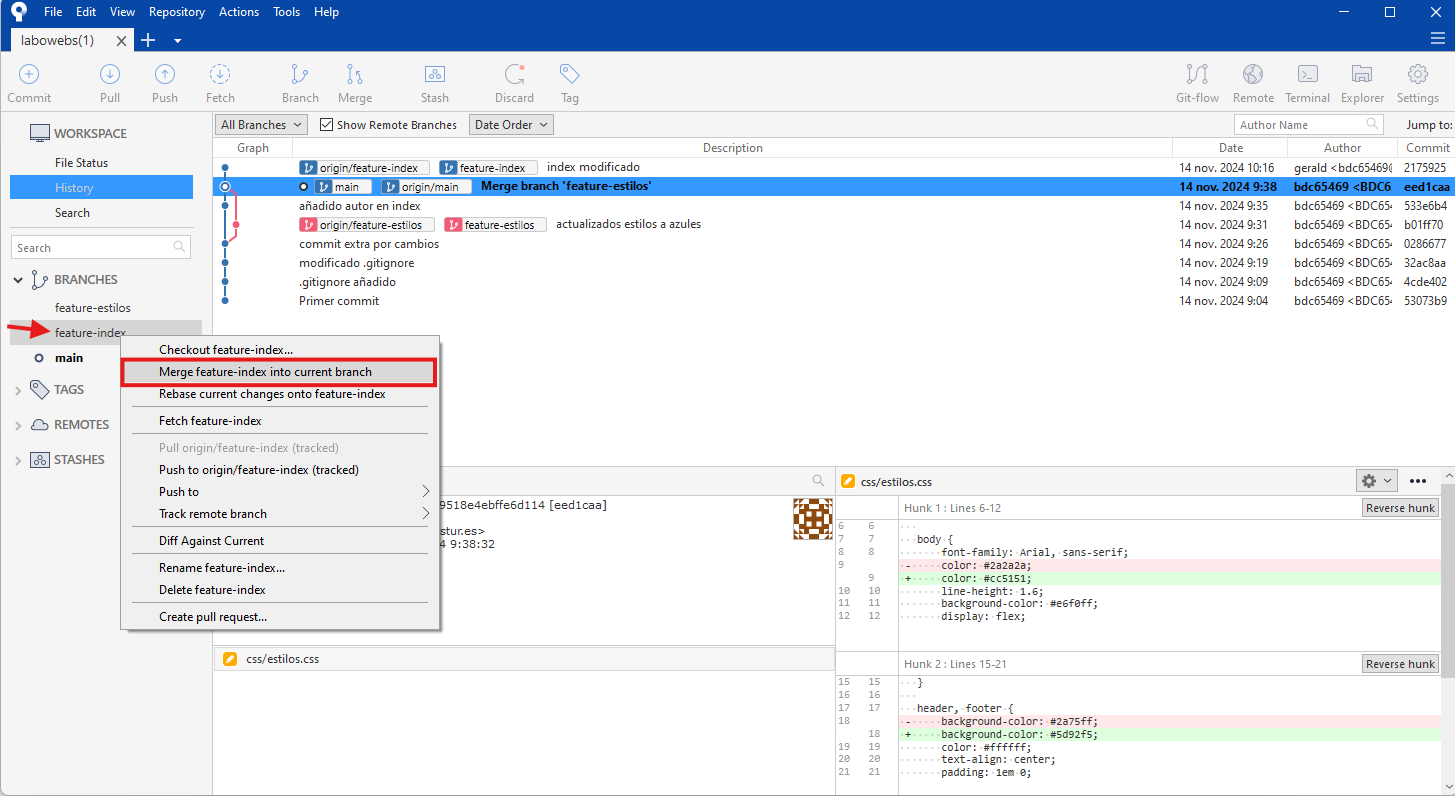 File Edit View Repository Actions Tools Help
labowebs(1)
Commit Pull Push Fetch Branch Merge Stash Discard Tag Git-flow Remote Terminal Explorer Settings
WORKSPACE
File Status
History
Search
Search
BRANCHES
feature-estilos
feature-index
main
TAGS
REMOTES
STASHES
All Branches Show Remote Branches Date Order Author Name Jump to:
Graph Description Date Author Commit
origin/feature-index feature-index index modificado 14 nov. 2024 10:16 gerald <bdc65469@ 2175925
main origin/main Merge branch 'feature-estilos' 14 nov. 2024 9:38 bdc65469 <BDC65 eed1caa
añadido autor en index 14 nov. 2024 9:35 bdc65469 <BDC654 533e6b4
origin/feature-estilos feature-estilos actualizados estilos a azules 14 nov. 2024 9:31 bdc65469 <BDC654 b01ff70
commit extra por cambios 14 nov. 2024 9:26 bdc65469 <BDC654 0286677
modificado .gitignore 14 nov. 2024 9:19 bdc65469 <BDC654 32ac8aa
.gitignore añadido 14 nov. 2024 9:09 bdc65469 <BDC654 4cde402
Primer commit 14 nov. 2024 9:04 bdc65469 <BDC654 53073b9
Checkout feature-index...
Merge feature-index into current branch
Rebase current changes onto feature-index
Fetch feature-index
Pull origin/feature-index (tracked)
Push to origin/feature-index (tracked)
Push to
Track remote branch
Diff Against Current
Rename feature-index...
Delete feature-index
Create pull request...
9518e4ebffe6d114 [eed1caa]
stur.es>
4 9:38:32
css/estilos.css
css/estilos.css
Hunk 1 : Lines 6-12 Reverse hunk
6 6
7 7 body {
8 8 font-family: Arial, sans-serif;
9 - color: #2a2a2a;
9 + color: #cc5151;
10 10 line-height: 1.6;
11 11 background-color: #e6f0ff;
12 12 display: flex;
Hunk 2 : Lines 15-21 Reverse hunk
15 15 }
16 16
17 17 header, footer {
18 - background-color: #2a75ff;
18 + background-color: #5d92f5;
19 19 color: #ffffff;
20 20 text-align: center;
21 21 padding: 1em 0;